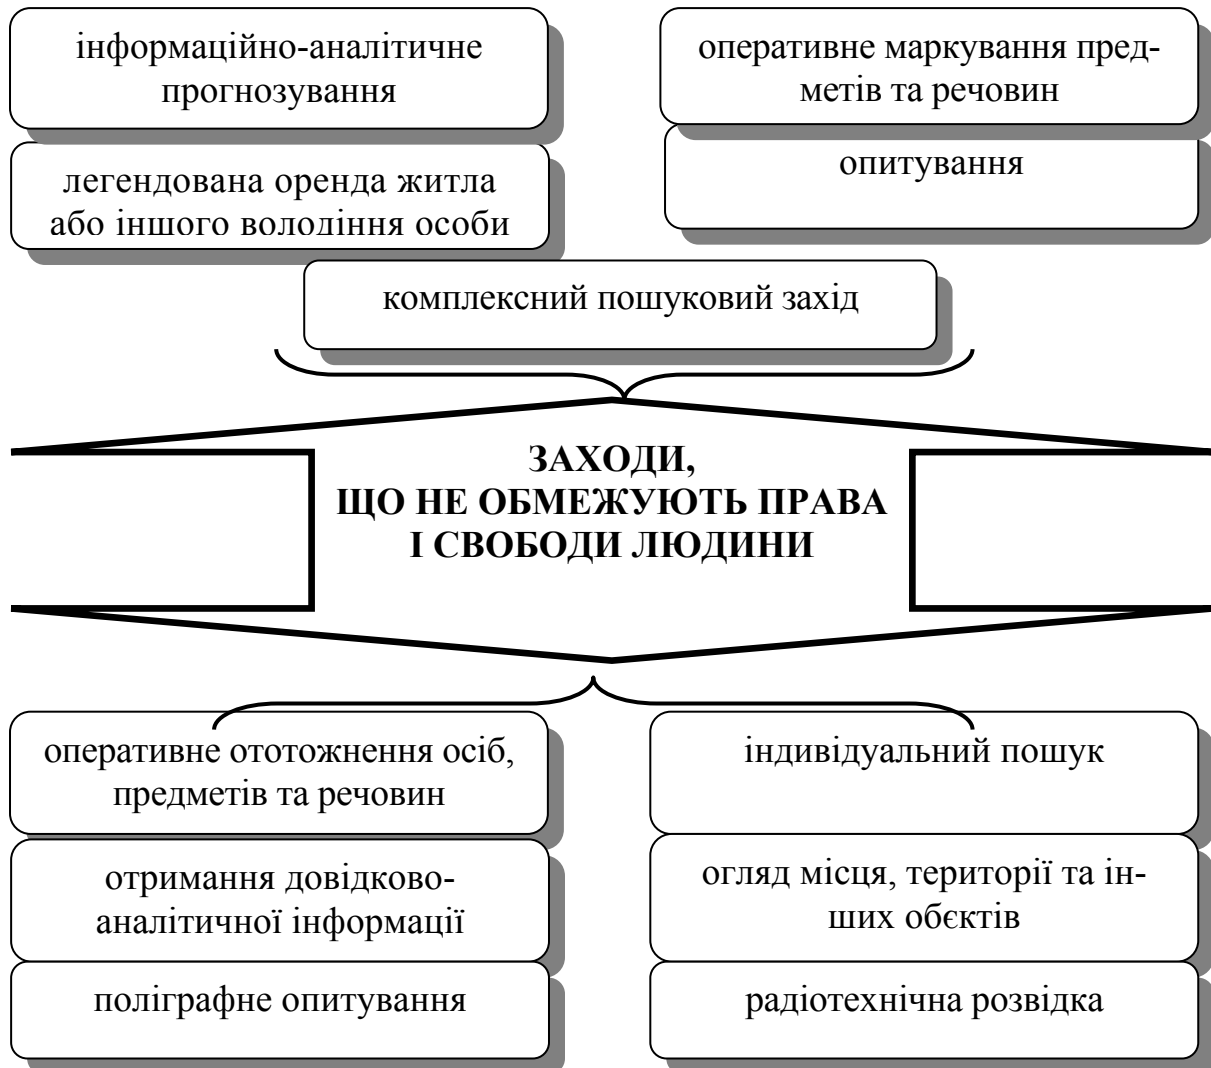 інформаційно-аналітичне
прогнозування
оперативне маркування пред-
метів та речовин
легендована оренда житла
або іншого володіння особи
опитування
комплексний пошуковий захід
ЗАХОДИ,
ЩО НЕ ОБМЕЖУЮТЬ ПРАВА
І СВОБОДИ ЛЮДИНИ
оперативне ототожнення осіб,
предметів та речовин
індивідуальний пошук
отримання довідково-
аналітичної інформації
огляд місця, території та ін-
ших обєктів
поліграфне опитування
радіотехнічна розвідка